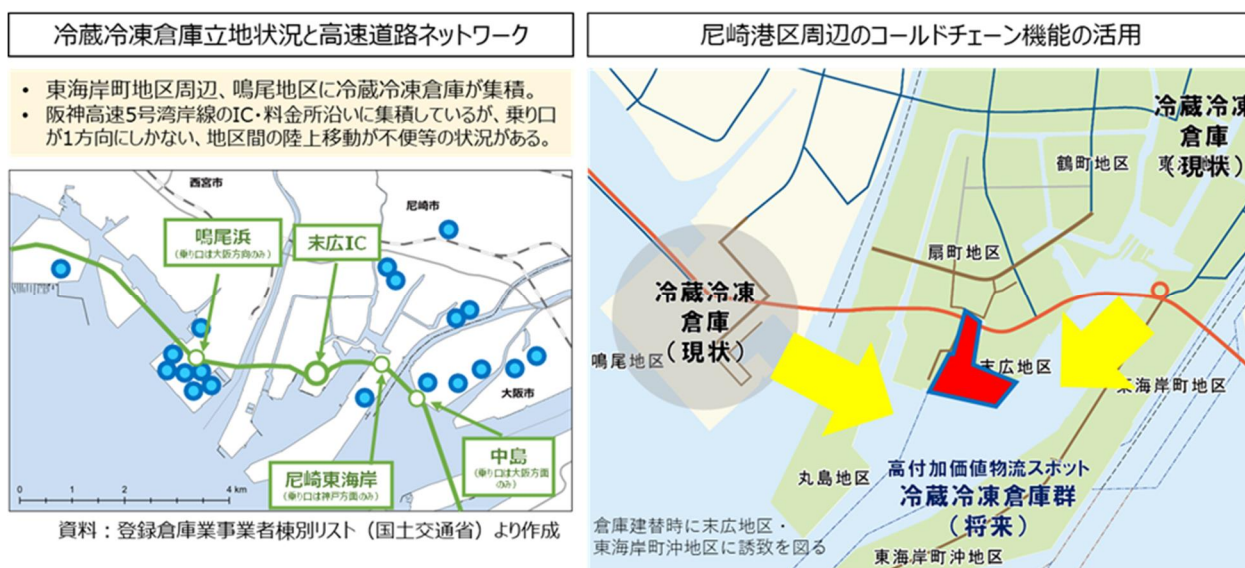 冷蔵冷凍倉庫立地状況と高速道路ネットワーク
• 東海岸町地区周辺、鳴尾地区に冷蔵冷凍倉庫が集積。
• 阪神高速5号湾岸線のIC・料金所沿いに集積しているが、乗り口
が1方向にしかない、地区間の陸上移動が不便等の状況がある。
西宮市
尼崎市
鳴尾浜
(乗り口は大阪方向のみ)
末広IC
大阪市
尼崎東海岸
(乗り口は神戸方面のみ)
中島
(乗り口は大阪方面
のみ)
0 1 2 4 km
資料：登録倉庫業事業者棟別リスト（国土交通省）より作成
尼崎港区周辺のコールドチェーン機能の活用
冷蔵冷凍
倉庫
(現状)
鶴町地区
扇町地区
冷蔵冷凍
倉庫
(現状)
鳴尾地区
末広地区
東海岸町地区
丸島地区
高付加価値物流スポット
冷蔵冷凍倉庫群
(将来)
倉庫建替時に末広地区・
東海岸町沖地区に誘致を図る
東海岸町沖地区